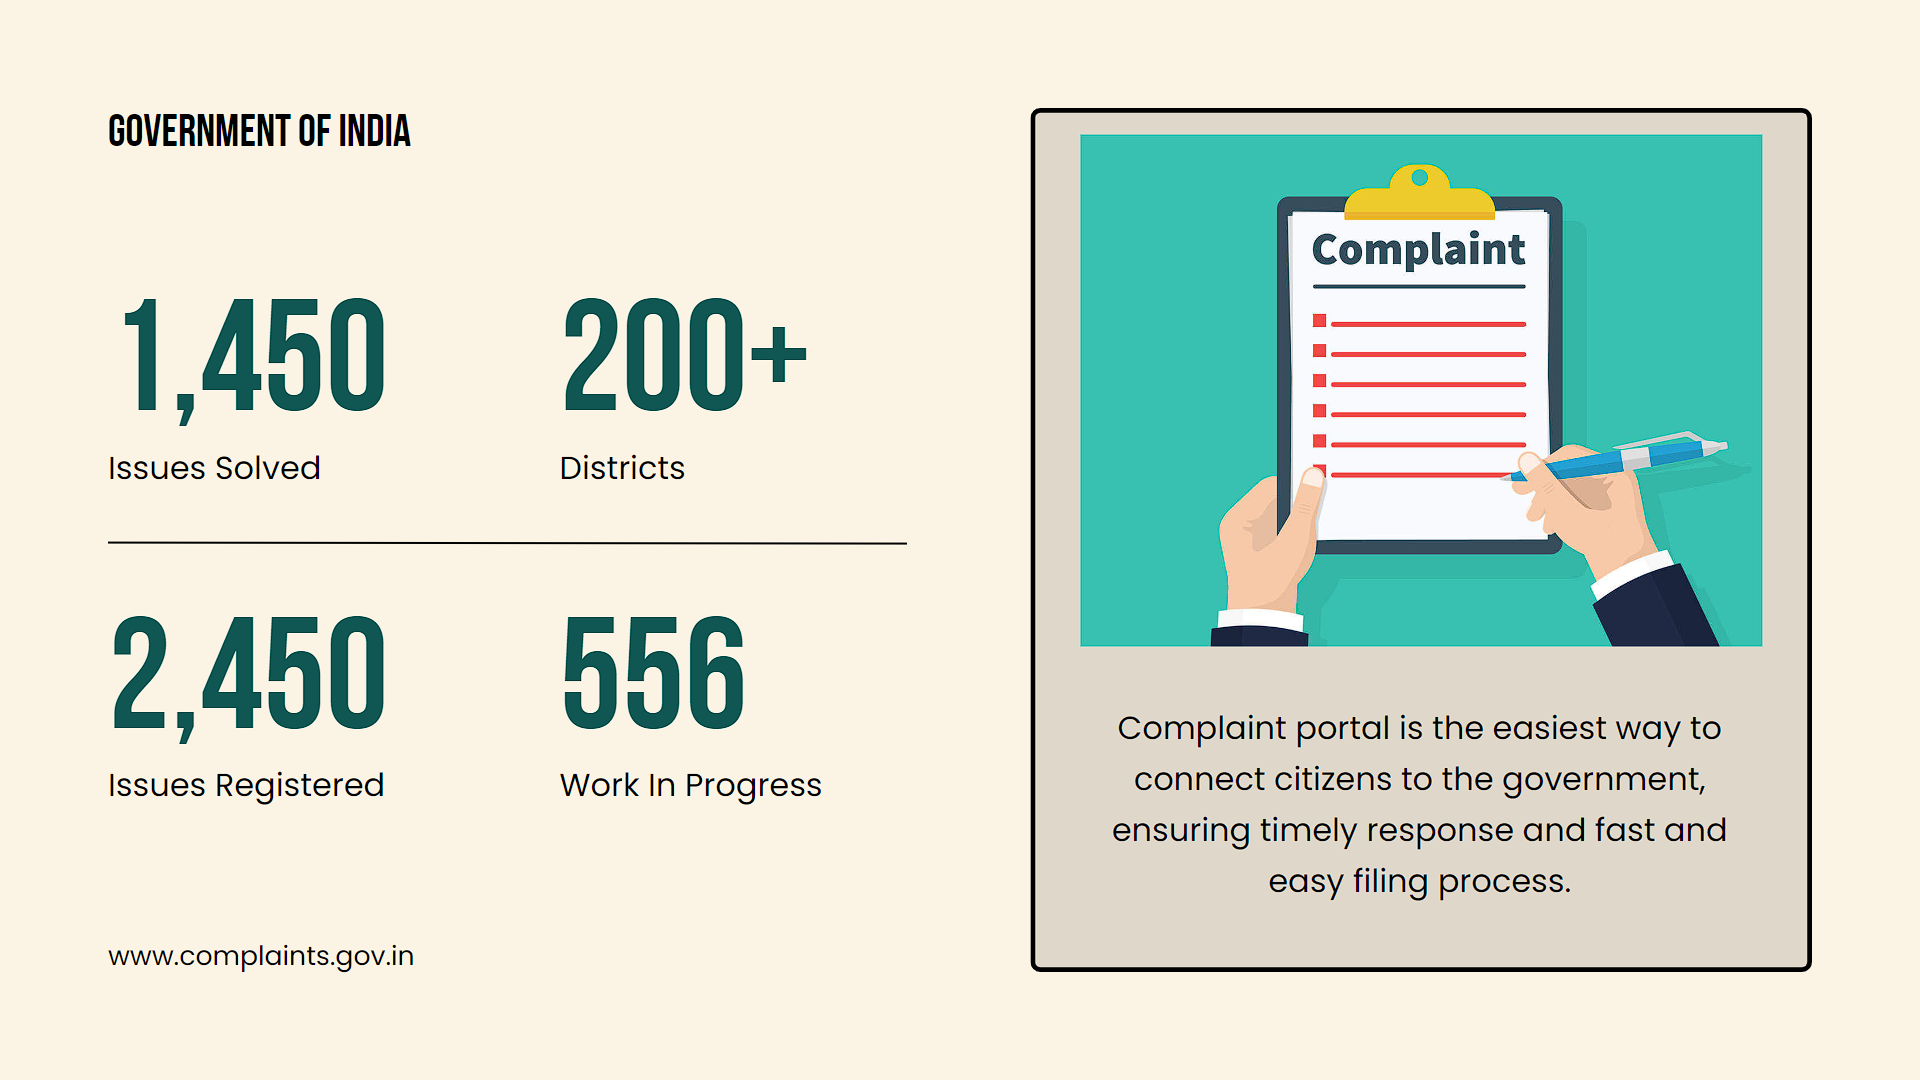 GOVERNMENT OF INDIA
1,450
Issues Solved
200+
Districts
2,450
Issues Registered
556
Work In Progress
www.complaints.gov.in
Complaint
Complaint portal is the easiest way to
connect citizens to the government,
ensuring timely response and fast and
easy filing process.